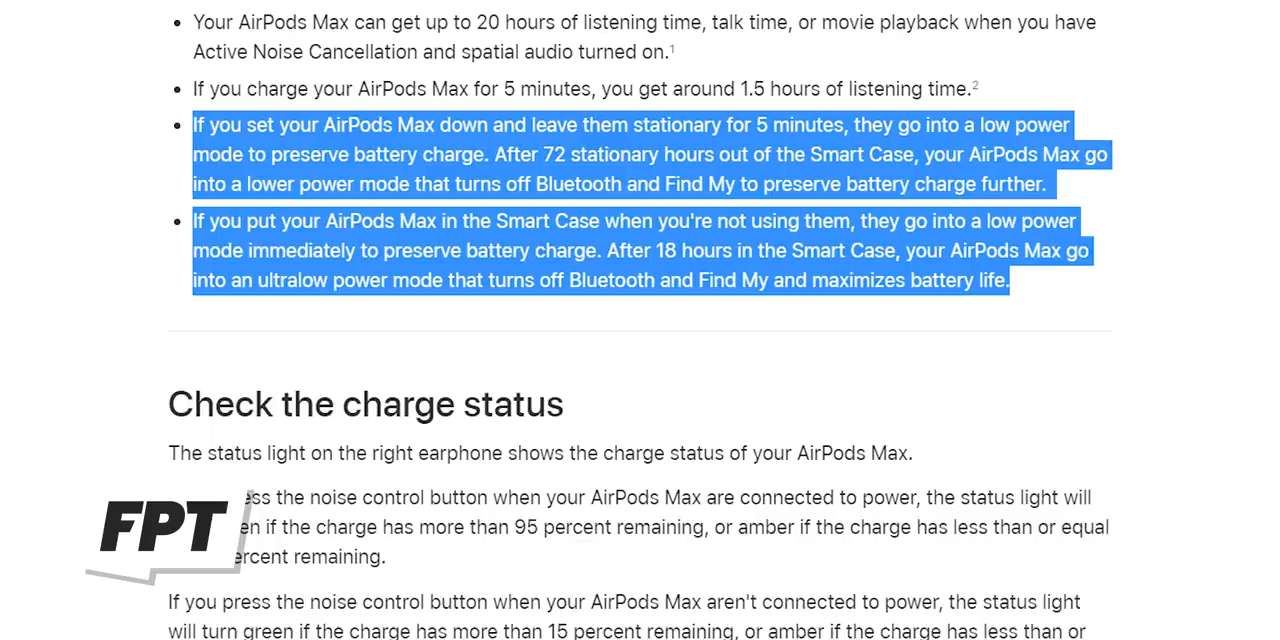 Your AirPods Max can get up to 20 hours of listening time, talk time, or movie playback when you have
Active Noise Cancellation and spatial audio turned on.1
If you charge your AirPods Max for 5 minutes, you get around 1.5 hours of listening time.2
If you set your AirPods Max down and leave them stationary for 5 minutes, they go into a low power
mode to preserve battery charge. After 72 stationary hours out of the Smart Case, your AirPods Max go
into a lower power mode that turns off Bluetooth and Find My to preserve battery charge further.
If you put your AirPods Max in the Smart Case when you're not using them, they go into a low power
mode immediately to preserve battery charge. After 18 hours in the Smart Case, your AirPods Max go
into an ultralow power mode that turns off Bluetooth and Find My and maximizes battery life.
Check the charge status
The status light on the right earphone shows the charge status of your AirPods Max.
the noise control button when your AirPods Max are connected to power, the status light will
if the charge has more than 95 percent remaining, or amber if the charge has less than or equal
remaining.
FPT
If you press the noise control button when your AirPods Max aren't connected to power, the status light
will turn green if the charge has more than 15 percent remaining, or amber if the charge has less than or